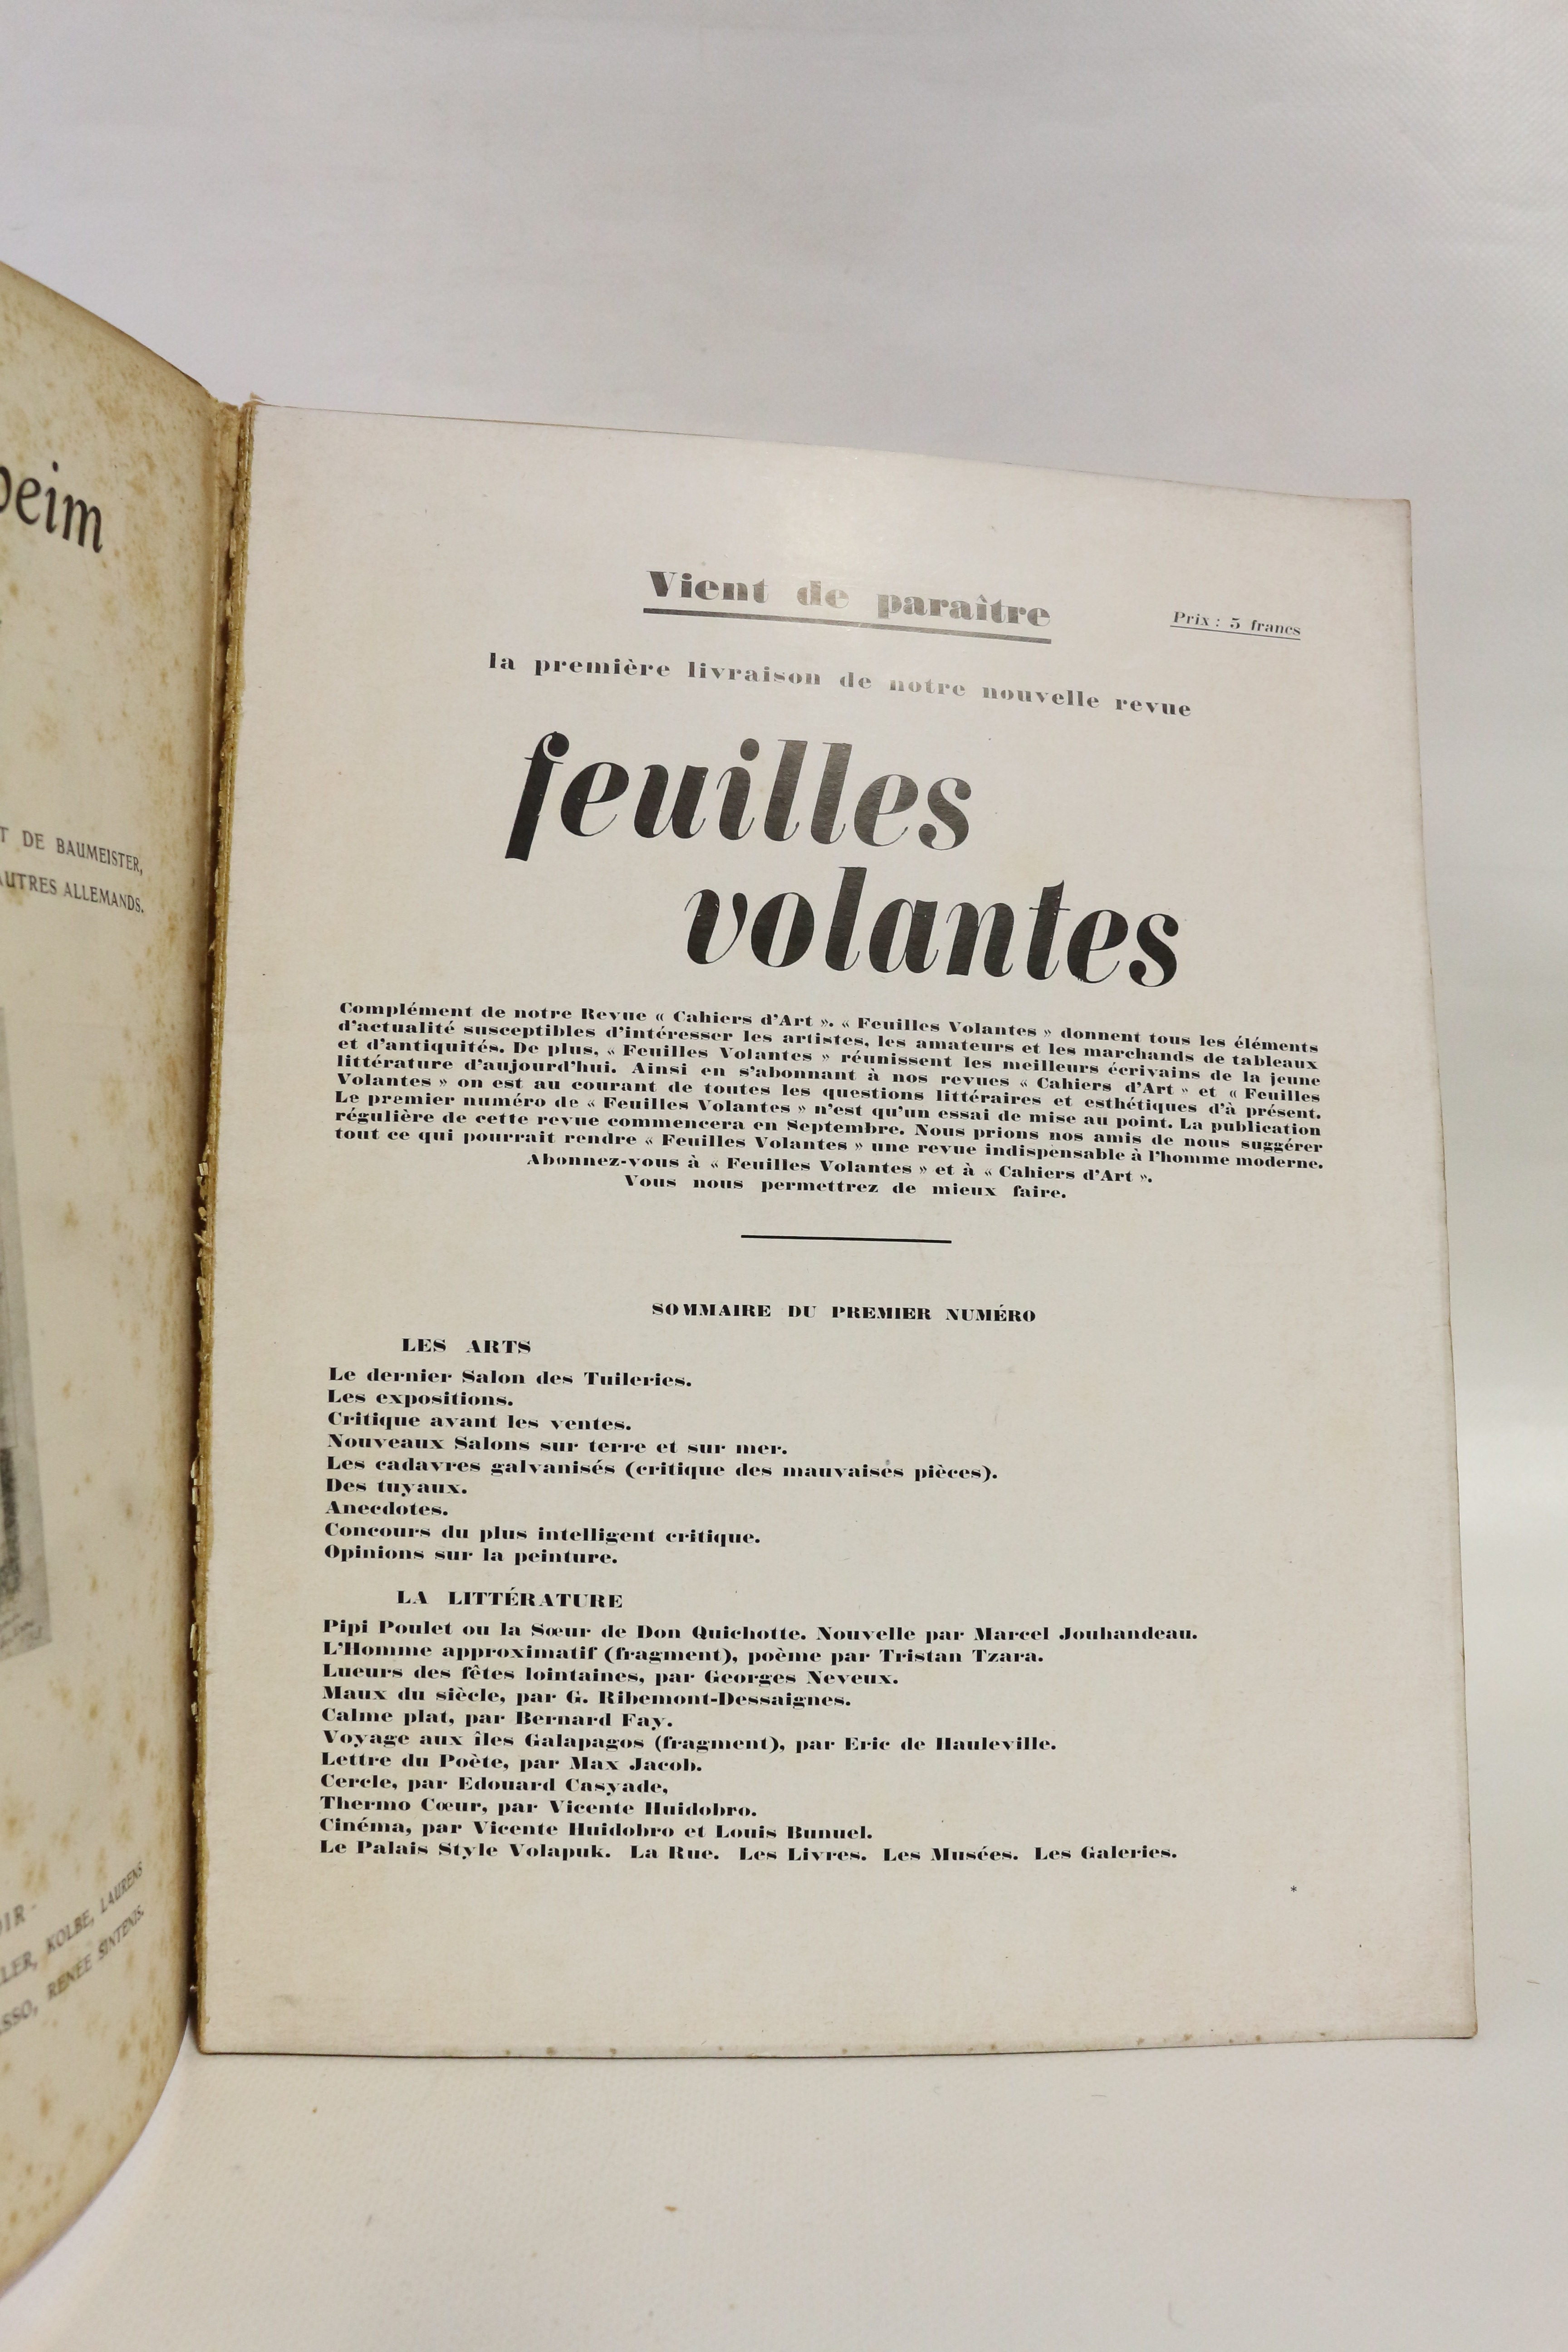 DE BAUMEISTER,
AUTRES ALLEMANDS.
KOLBE, LAURENS
RENÉE SINTENIS.
Vient de paraître
Prix : 5 francs
la première livraison de notre nouvelle revue
feuilles
volantes
Complément de notre Revue « Cahiers d'Art ». « Feuilles Volantes » donnent tous les éléments
d'actualité susceptibles d'intéresser les artistes, les amateurs et les marchands de tableaux
et d'antiquités. De plus, « Feuilles Volantes » réunissent les meilleurs écrivains de la jeune
littérature d'aujourd'hui. Ainsi en s'abonnant à nos revues « Cahiers d'Art » et « Feuilles
Volantes » on est au courant de toutes les questions littéraires et esthétiques d'à présent.
Le premier numéro de « Feuilles Volantes » n'est qu'un essai de mise au point. La publication
régulière de cette revue commencera en Septembre. Nous prions nos amis de nous suggérer
tout ce qui pourrait rendre « Feuilles Volantes » une revue indispensable à l'homme moderne.
Abonnez-vous à « Feuilles Volantes » et à « Cahiers d'Art ».
Vous nous permettrez de mieux faire.
SOMMAIRE DU PREMIER NUMÉRO
LES ARTS
Le dernier Salon des Tuileries.
Les expositions.
Critique avant les ventes.
Nouveaux Salons sur terre et sur mer.
Les cadavres galvanisés (critique des mauvaises pièces).
Des tuyaux.
Anecdotes.
Concours du plus intelligent critique.
Opinions sur la peinture.
LA LITTÉRATURE
Pipi Poulet ou la Sœur de Don Quichotte. Nouvelle par Marcel Jouhandeau.
L'Homme approximatif (fragment), poème par Tristan Tzara.
Lueurs des fêtes lointaines, par Georges Neveux.
Maux du siècle, par G. Ribemont-Dessaignes.
Calme plat, par Bernard Fay.
Voyage aux îles Galapagos (fragment), par Eric de Hauleville.
Lettre du Poète, par Max Jacob.
Cercle, par Edouard Casyade,
Thermo Cœur, par Vicente Huidobro.
Cinéma, par Vicente Huidobro et Louis Bunuel.
Le Palais Style Volapuk. La Rue. Les Livres. Les Musées. Les Galeries.
*